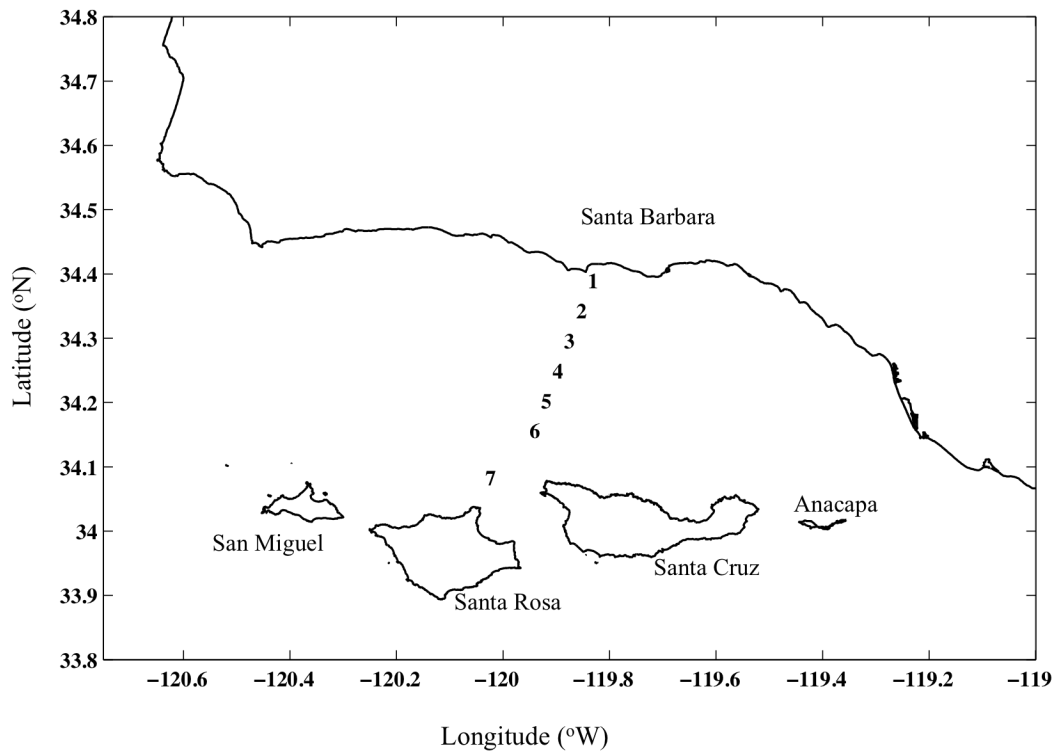 34.8
34.7
34.6
34.5
34.4
34.3
34.2
34.1
34
33.9
33.8
Latitude (ᵒN)
Santa Barbara
1
2
3
4
5
6
7
San Miguel
Santa Rosa
Santa Cruz
Anacapa
−120.6 −120.4 −120.2 −120 −119.8 −119.6 −119.4 −119.2 −119
Longitude (ᵒW)